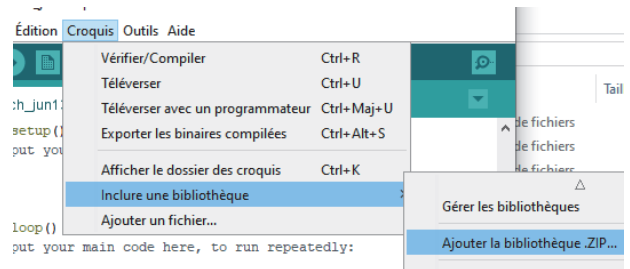 Édition Croquis Outils Aide
Vérifier/Compiler Ctrl+R
Téléverser Ctrl+U
Tail
ch_jun1
Téléverser avec un programmateur Ctrl+Maj+U
setup()
Exporter les binaires compilées Ctrl+Alt+S
de fichiers
put you
de fichiers
Afficher le dossier des croquis Ctrl+K
de fichiers
Inclure une bibliothèque
Gérer les bibliothèques
loop()
Ajouter un fichier...
Ajouter la bibliothèque .ZIP...
put your main code here, to run repeatedly: